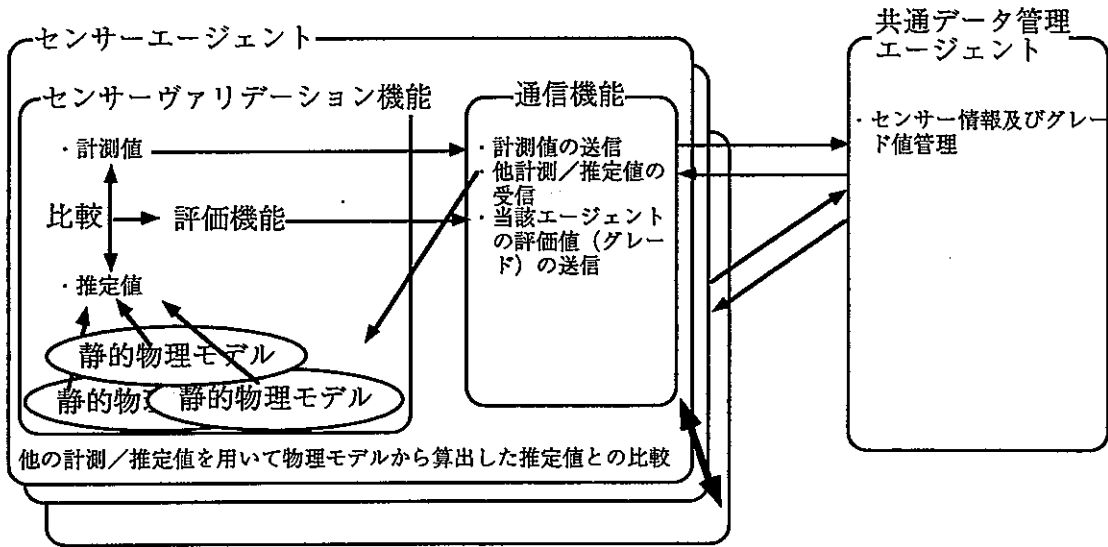 センサーエージェント
センサーヴァリデーション機能
・計測値
比較
評価機能
・推定値
静的物理モデル
静的物理
静的物理モデル
他の計測／推定値を用いて物理モデルから算出した推定値との比較
通信機能
・計測値の送信
・他計測／推定値の
受信
・当該エージェント
の評価値（グレー
ド）の送信
共通データ管理
エージェント
・センサー情報及びグレー
ド値管理